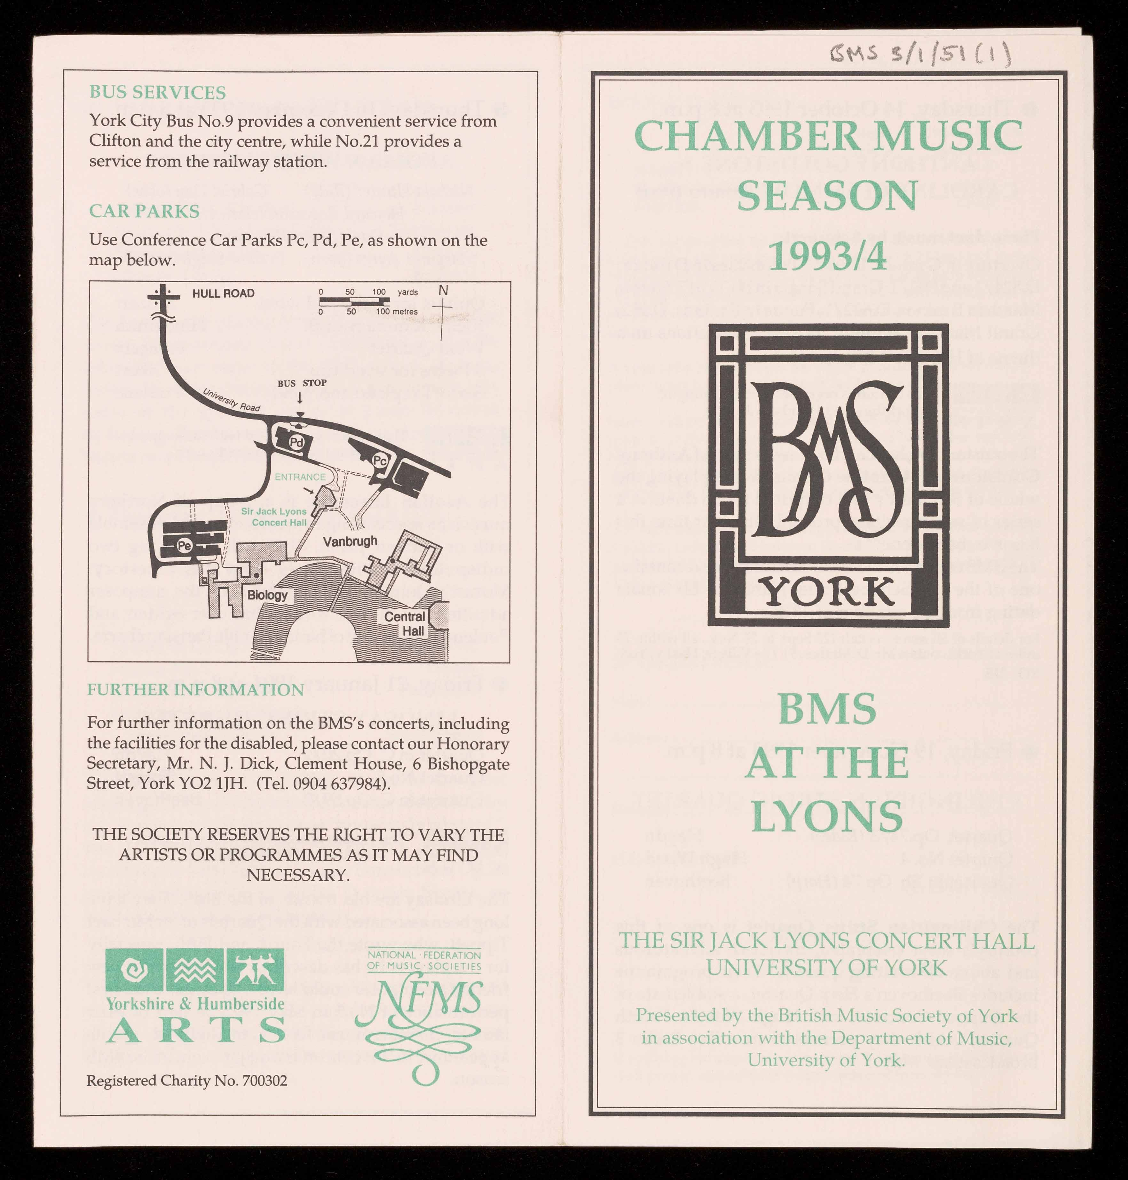 BUS SERVICES
York City Bus No.9 provides a convenient service from
Clifton and the city centre, while No.21 provides a
service from the railway station.
CAR PARKS
Use Conference Car Parks Pc, Pd, Pe, as shown on the
map below.
HULL ROAD
0 50 100 yards
0 50 100 metres
N
BUS STOP
University Road
Pd
Pc
ENTRANCE
Sir Jack Lyons
Concert Hall
Pe
Vanbrugh
Biology
Central
Hall
FURTHER INFORMATION
For further information on the BMS's concerts, including
the facilities for the disabled, please contact our Honorary
Secretary, Mr. N. J. Dick, Clement House, 6 Bishopgate
Street, York YO2 1JH. (Tel. 0904 637984).
THE SOCIETY RESERVES THE RIGHT TO VARY THE
ARTISTS OR PROGRAMMES AS IT MAY FIND
NECESSARY.
Yorkshire & Humberside
ARTS
NATIONAL FEDERATION
OF MUSIC SOCIETIES
NFMS
Registered Charity No. 700302
BMS 3/1/51(1)
CHAMBER MUSIC
SEASON
1993/4
BMS
YORK
BMS
AT THE
LYONS
THE SIR JACK LYONS CONCERT HALL
UNIVERSITY OF YORK
Presented by the British Music Society of York
in association with the Department of Music,
University of York.